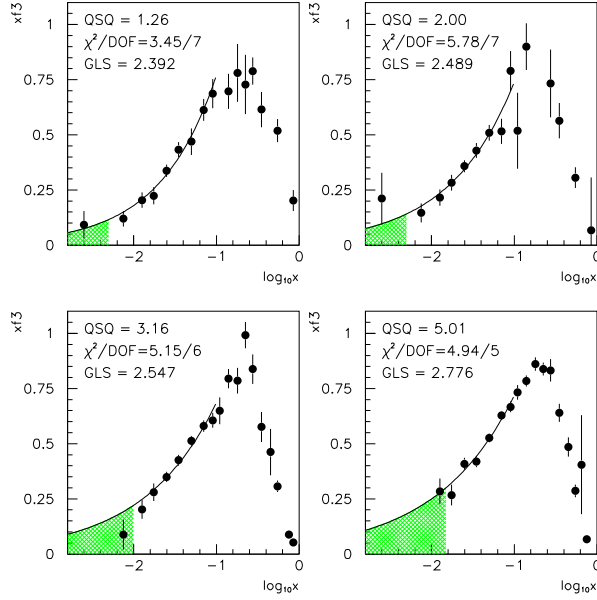 xf3
1
0.75
0.5
0.25
0
QSQ = 1.26
χ²/DOF=3.45/7
GLS = 2.392
-2
-1
0
log₁₀x
xf3
1
0.75
0.5
0.25
0
QSQ = 2.00
χ²/DOF=5.78/7
GLS = 2.489
-2
-1
0
log₁₀x
xf3
1
0.75
0.5
0.25
0
QSQ = 3.16
χ²/DOF=5.15/6
GLS = 2.547
-2
-1
0
log₁₀x
xf3
1
0.75
0.5
0.25
0
QSQ = 5.01
χ²/DOF=4.94/5
GLS = 2.776
-2
-1
0
log₁₀x